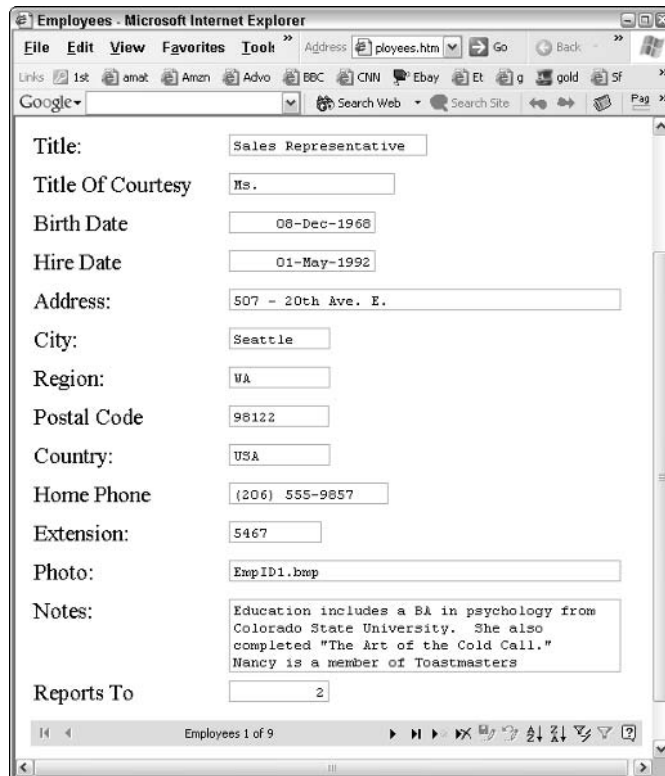 Employees - Microsoft Internet Explorer
File Edit View Favorites Tools » Address ployees.htm Go Back »
Links 1st amat Amzn Advo BBC CNN Ebay Et g gold Sf »
Google Search Web Search Site Pag »
Title: Sales Representative
Title Of Courtesy Ms.
Birth Date 08-Dec-1968
Hire Date 01-May-1992
Address: 507 - 20th Ave. E.
City: Seattle
Region: WA
Postal Code 98122
Country: USA
Home Phone (206) 555-9857
Extension: 5467
Photo: EmpID1.bmp
Notes: Education includes a BA in psychology from
Colorado State University. She also
completed "The Art of the Cold Call."
Nancy is a member of Toastmasters
Reports To 2
Employees 1 of 9